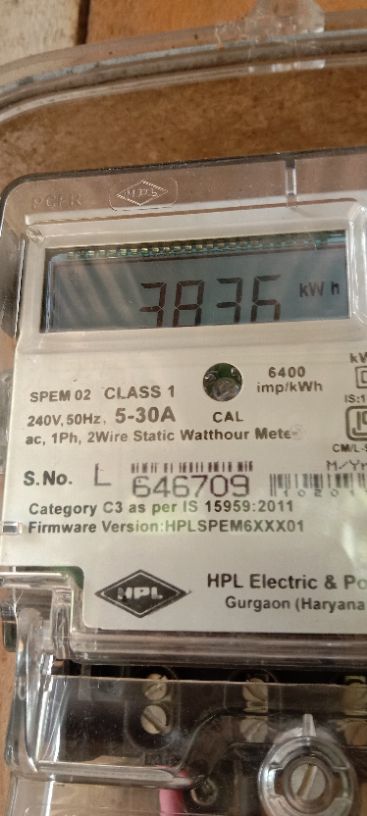 PGFR HPL
3836 kWh
6400
imp/kWh
SPEM 02 CLASS 1
240V, 50Hz, 5-30A CAL
ac, 1Ph, 2Wire Static Watthour Meter
S.No. L 646709
Category C3 as per IS 15959:2011
Firmware Version:HPLSPEM6XXX01
HPL
HPL Electric & Po
Gurgaon (Haryana